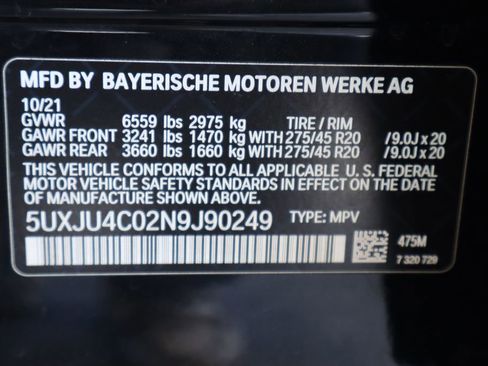 MFD BY BAYERISCHE MOTOREN WERKE AG
10/21
GVWR 6559 lbs 2975 kg TIRE / RIM
GAWR FRONT 3241 lbs 1470 kg WITH 275/45 R20 /9.0J x 20
GAWR REAR 3660 lbs 1660 kg WITH 275/45 R20 /9.0J x 20
THIS VEHICLE CONFORMS TO ALL APPLICABLE U. S. FEDERAL
MOTOR VEHICLE SAFETY STANDARDS IN EFFECT ON THE DATE OF
MANUFACTURE SHOWN ABOVE.
5UXJU4C02N9J90249 TYPE: MPV
475M
7 320 729